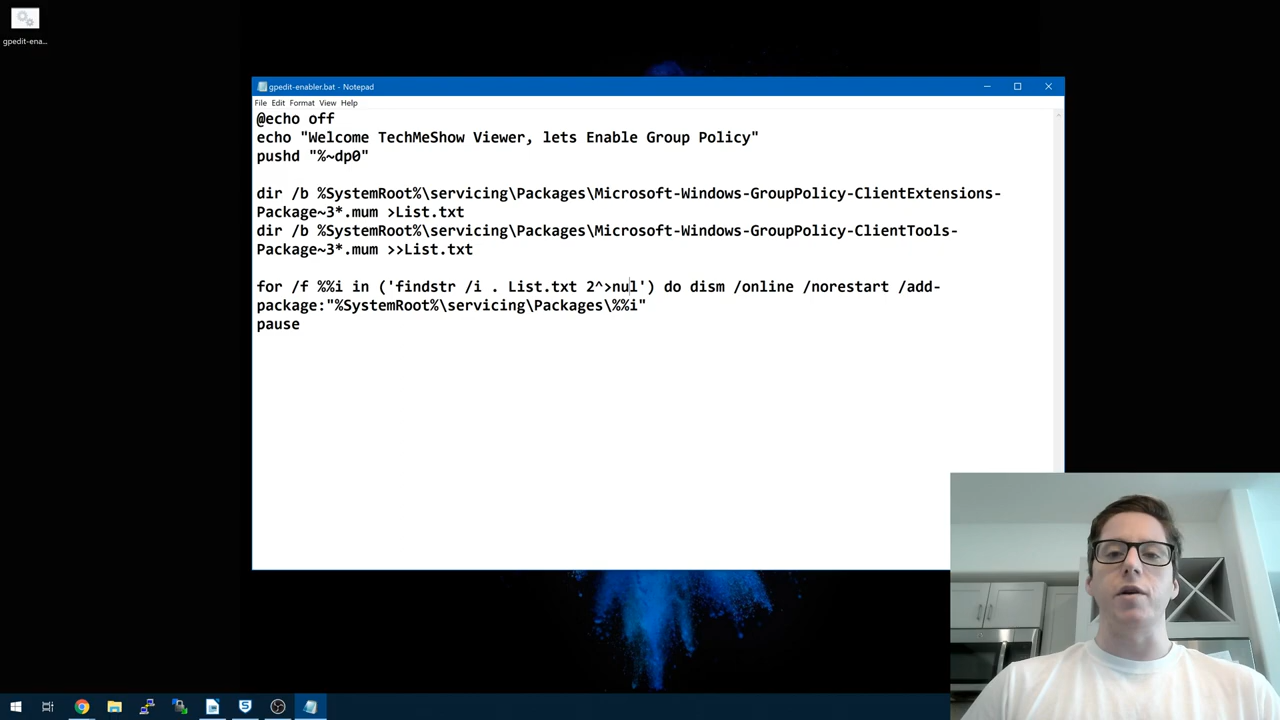 gpedit-ena...
gpedit-enabler.bat - Notepad
File Edit Format View Help
@echo off
echo "Welcome TechMeShow Viewer, lets Enable Group Policy"
pushd "%~dp0"
dir /b %SystemRoot%\servicing\Packages\Microsoft-Windows-GroupPolicy-ClientExtensions-
Package~3*.mum >List.txt
dir /b %SystemRoot%\servicing\Packages\Microsoft-Windows-GroupPolicy-ClientTools-
Package~3*.mum >>List.txt
for /f %%i in ('findstr /i . List.txt 2^>nul') do dism /online /norestart /add-
package:"%SystemRoot%\servicing\Packages\%%i"
pause